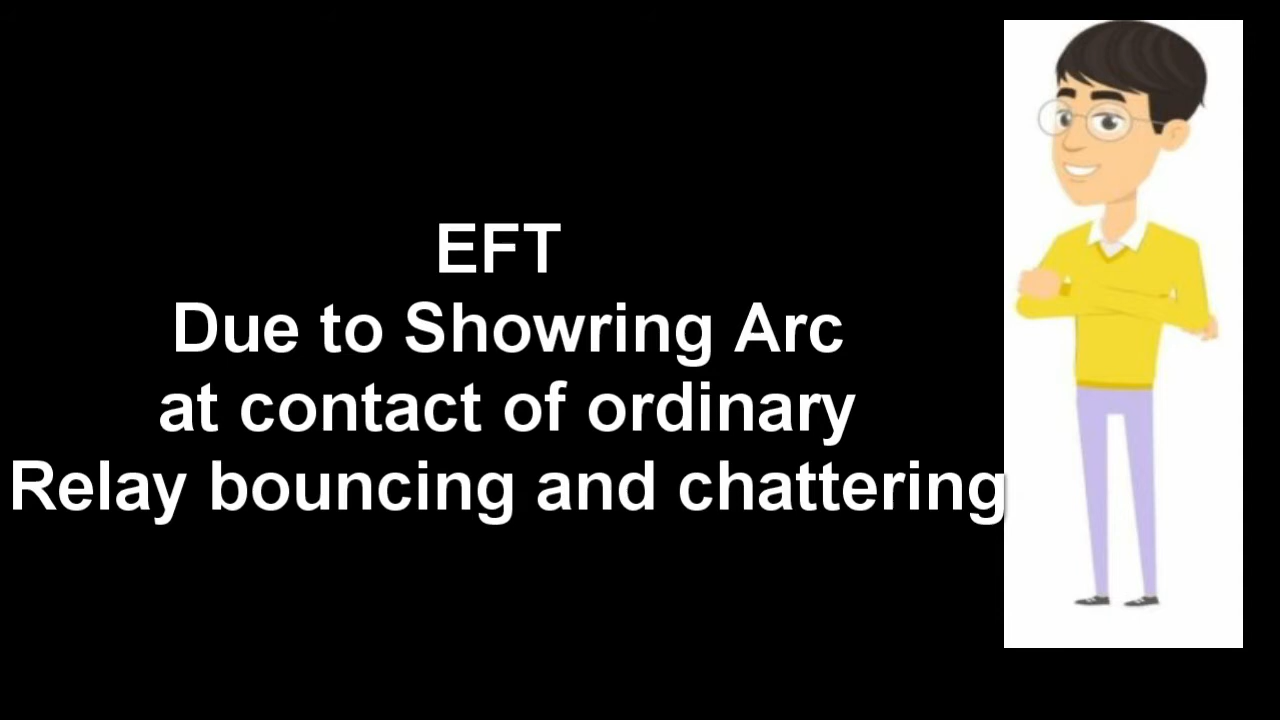 EFT
Due to Showring Arc
at contact of ordinary
Relay bouncing and chattering